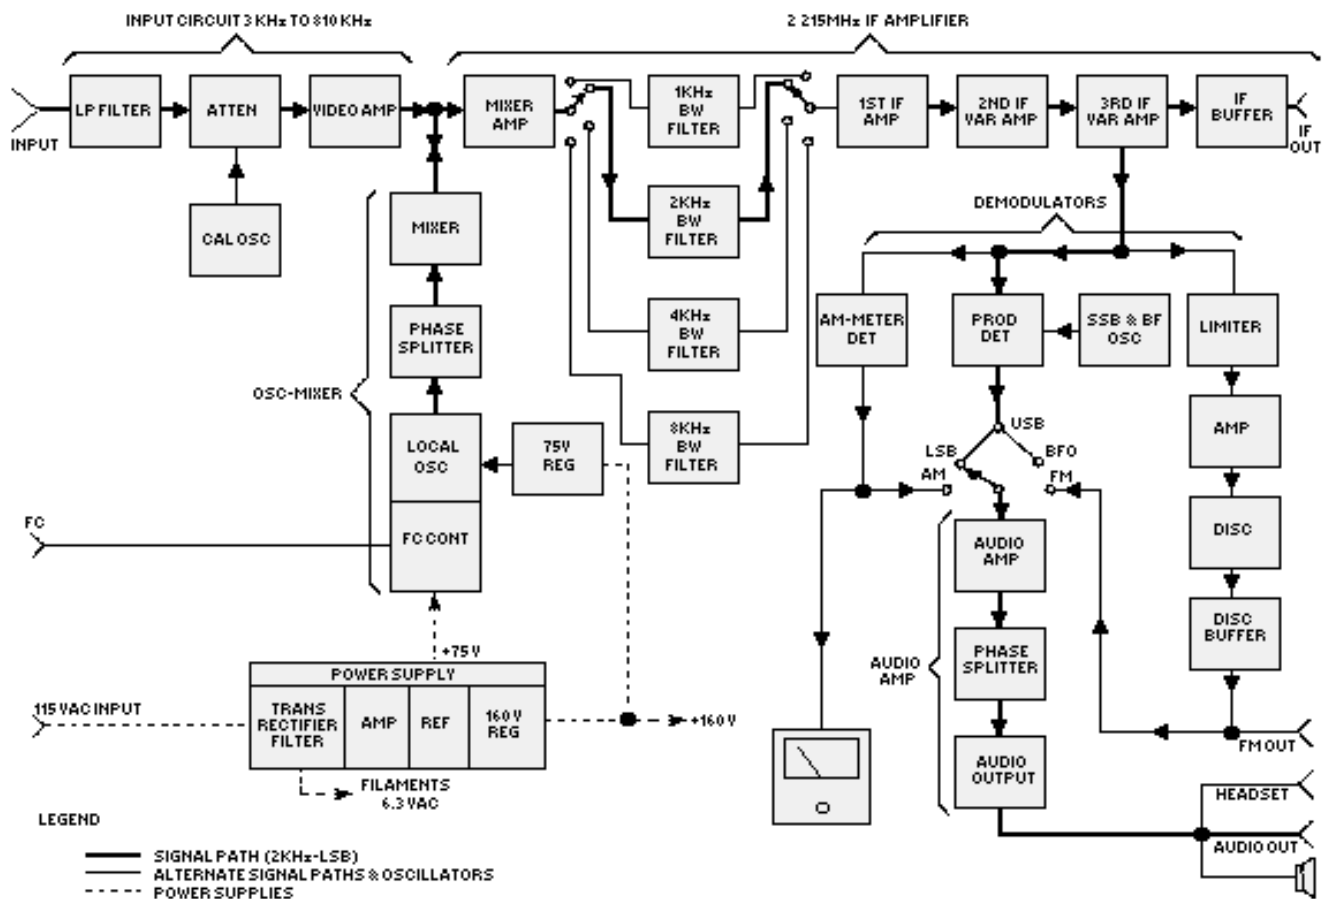 INPUT CIRCUIT 3 KHz TO 810 KHz
2 215MHz IF AMPLIFIER
INPUT
LP FILTER
ATTEN
VIDEO AMP
MIXER
AMP
1KHz
BW
FILTER
1ST IF
AMP
2ND IF
VAR AMP
3RD IF
VAR AMP
IF
BUFFER
IF
OUT
CAL OSC
MIXER
2KHz
BW
FILTER
DEMODULATORS
PHASE
SPLITTER
4KHz
BW
FILTER
AM-METER
DET
PROD
DET
SSB & BF
OSC
LIMITER
OSC-MIXER
LOCAL
OSC
75V
REG
8KHz
BW
FILTER
USB
LSB
BFO
AM
FM
AMP
FC
FC CONT
AUDIO
AMP
DISC
+75V
AUDIO
AMP
PHASE
SPLITTER
DISC
BUFFER
115 VAC INPUT
POWER SUPPLY
TRANS
RECTIFIER
FILTER
AMP
REF
160V
REG
+160V
FM OUT
AUDIO
OUTPUT
FILAMENTS
6.3 VAC
HEADSET
AUDIO OUT
LEGEND
SIGNAL PATH (2KHz-LSB)
ALTERNATE SIGNAL PATHS & OSCILLATORS
POWER SUPPLIES